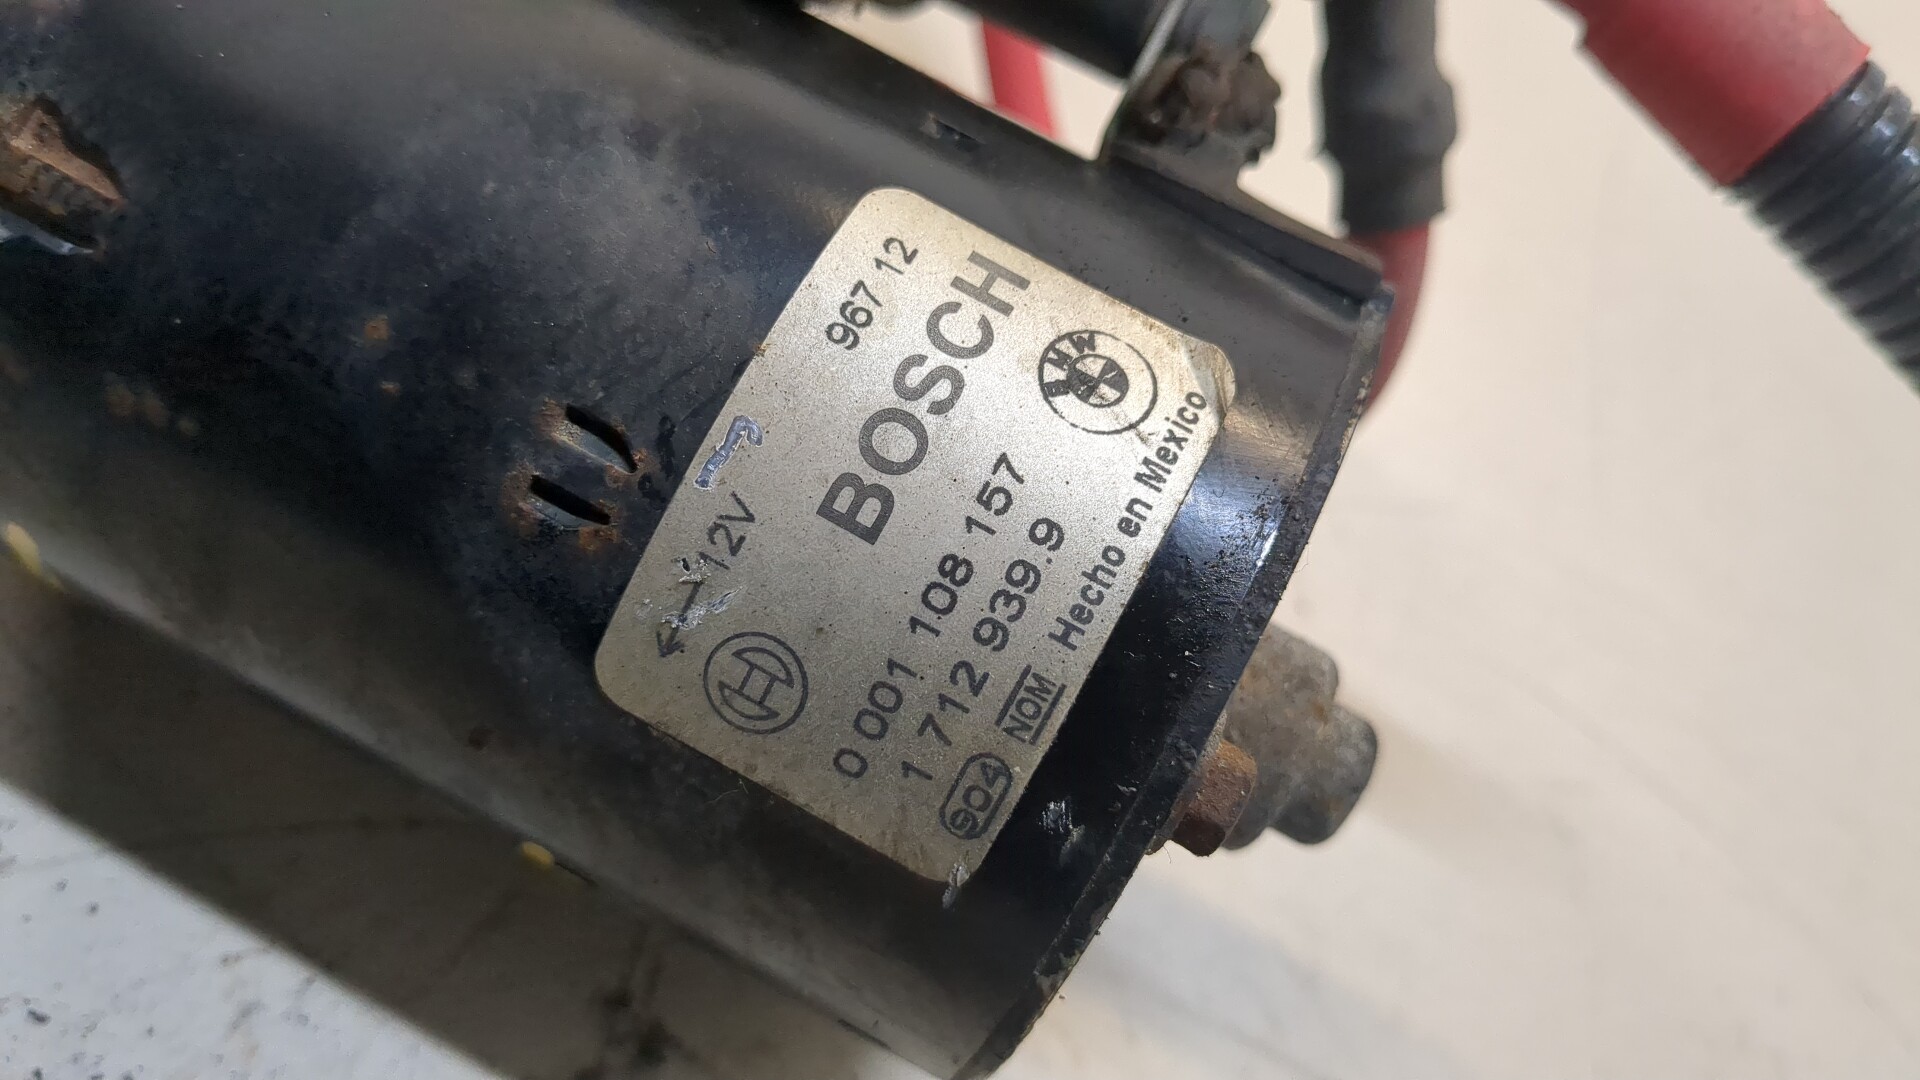 967 12
BOSCH
BMW
12V
0 001 108 157
1 712 939.9
904 NOM Hecho en Mexico